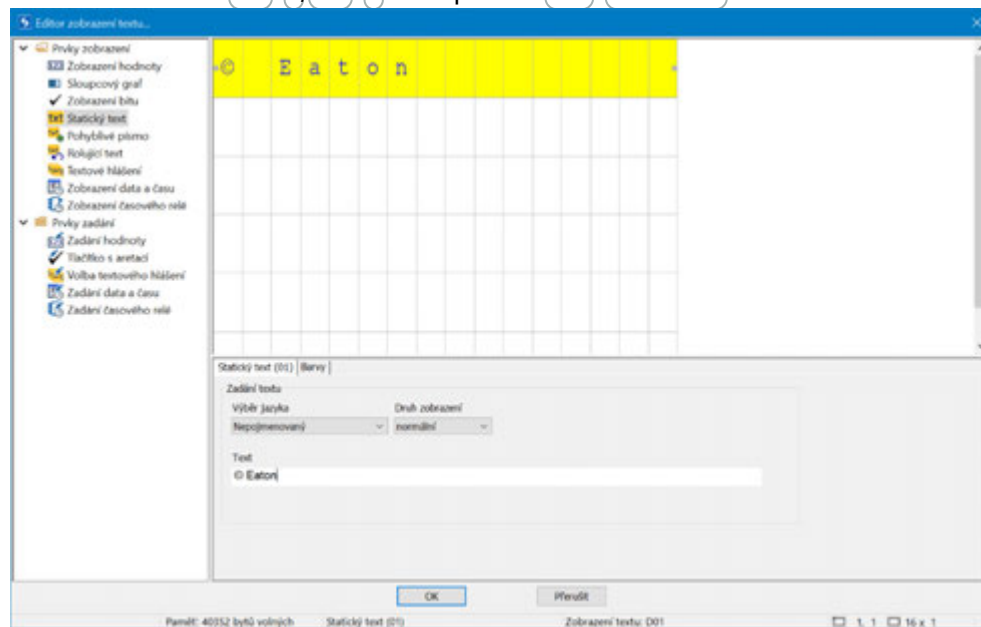 Editor zobrazení textu...
Prvky zobrazení
Zobrazení hodnoty
Sloupcový graf
Zobrazení bitu
Statický text
Pohyblivé písmo
Rolující text
Textové hlášení
Zobrazení data a času
Zobrazení časového relé
Prvky zadání
Zadání hodnoty
Tlačítko s aretací
Volba textového hlášení
Zadání data a času
Zadání časového relé
© Eaton
Statický text (01) Barvy
Zadání textu
Výběr jazyka Druh zobrazení
Nepojmenovaný normální
Text
© Eaton
OK Přerušit
Paměť: 40352 bytů volných Statický text (01) Zobrazení textu: D01 1, 1 16 x 1